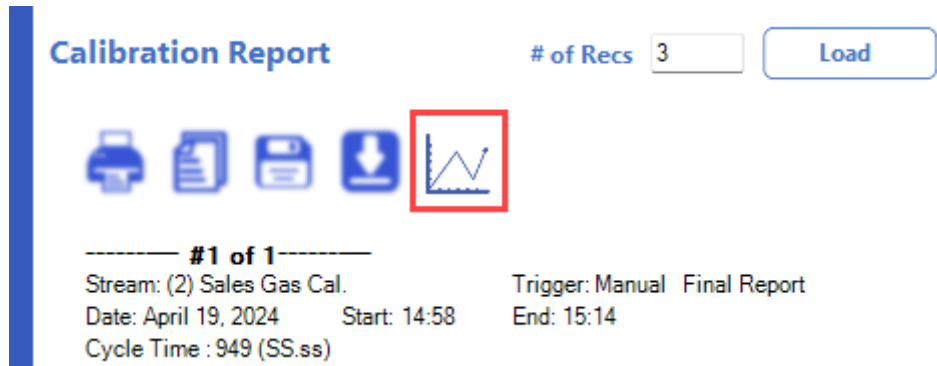 Calibration Report # of Recs 3 Load
-------— #1 of 1-------—
Stream: (2) Sales Gas Cal. Trigger: Manual Final Report
Date: April 19, 2024 Start: 14:58 End: 15:14
Cycle Time : 949 (SS.ss)